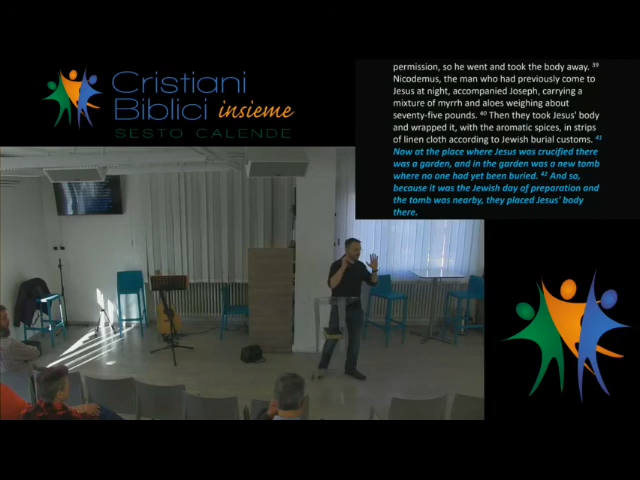 Cristiani
Biblici insieme
SESTO CALENDE
permission, so he went and took the body away. 39
Nicodemus, the man who had previously come to
Jesus at night, accompanied Joseph, carrying a
mixture of myrrh and aloes weighing about
seventy-five pounds. 40 Then they took Jesus' body
and wrapped it, with the aromatic spices, in strips
of linen cloth according to Jewish burial customs. 41
Now at the place where Jesus was crucified there
was a garden, and in the garden was a new tomb
where no one had yet been buried. 42 And so,
because it was the Jewish day of preparation and
the tomb was nearby, they placed Jesus' body
there.